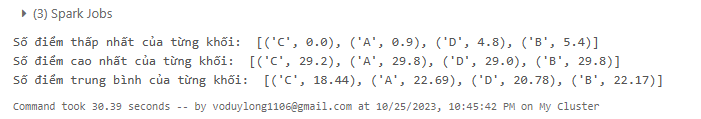 (3) Spark Jobs
Số điểm thấp nhất của từng khối:  [('C', 0.0), ('A', 0.9), ('D', 4.8), ('B', 5.4)]
Số điểm cao nhất của từng khối:  [('C', 29.2), ('A', 29.8), ('D', 29.0), ('B', 29.8)]
Số điểm trung bình của từng khối:  [('C', 18.44), ('A', 22.69), ('D', 20.78), ('B', 22.17)]
Command took 30.39 seconds -- by voduylong1106@gmail.com at 10/25/2023, 10:45:42 PM on My Cluster